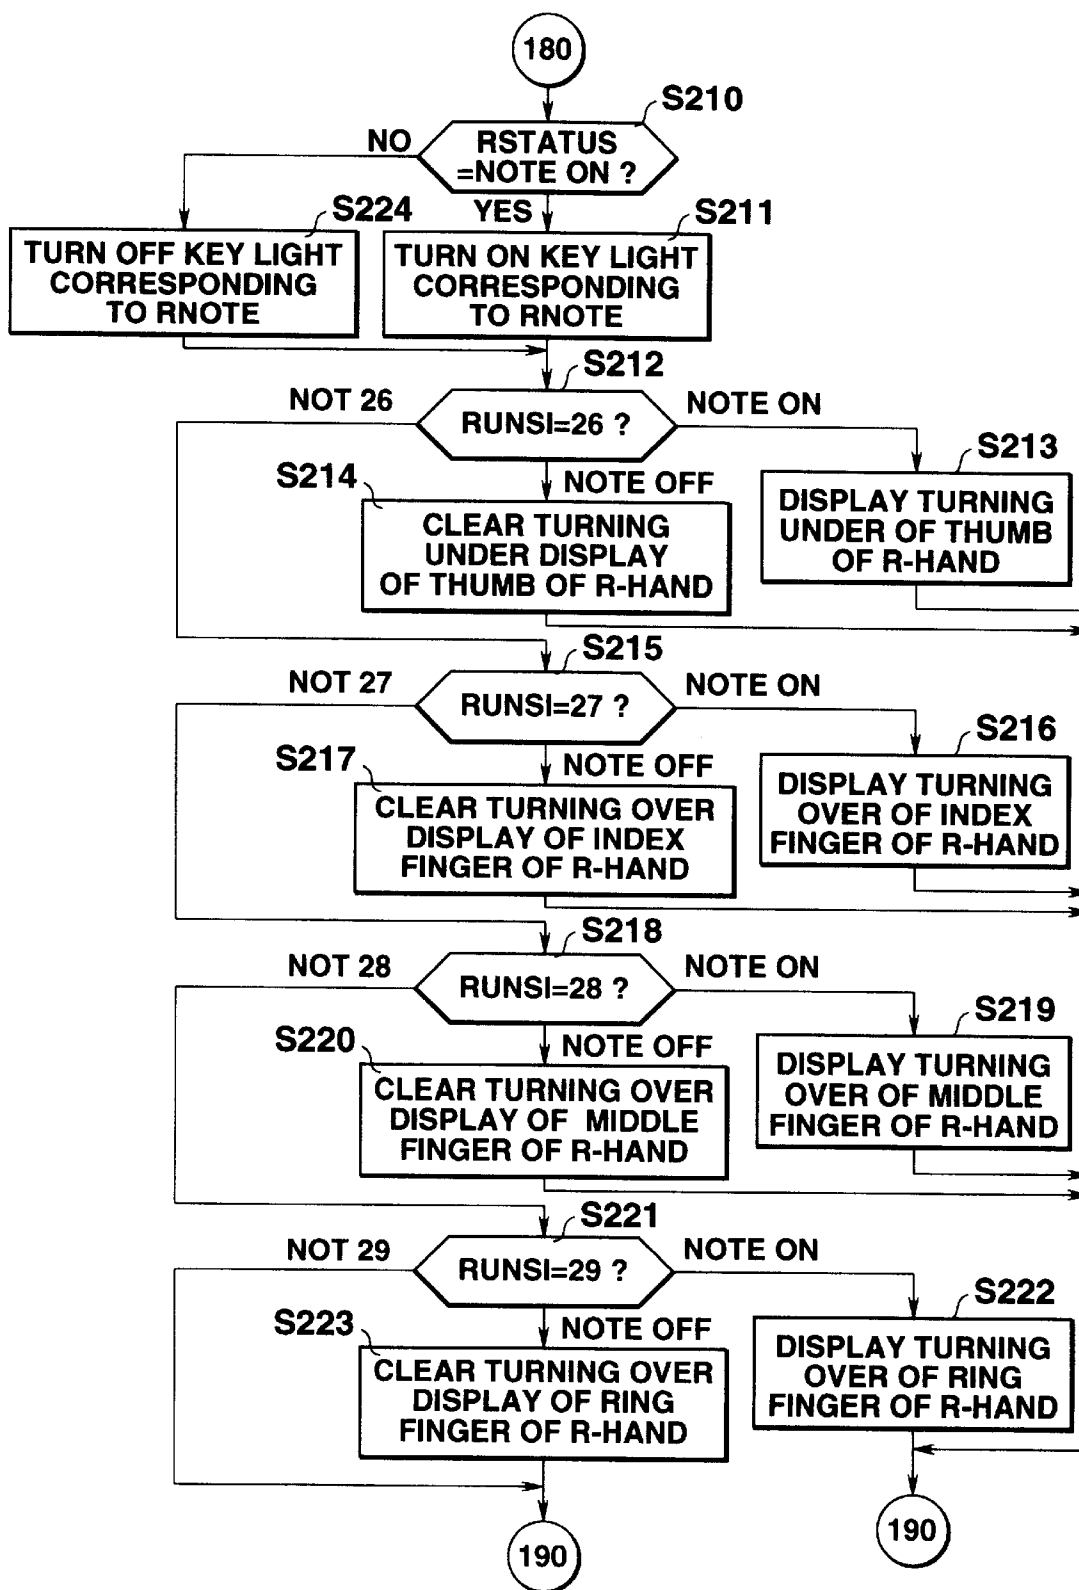 180
S210
NO
RSTATUS
=NOTE ON ?
S224
YES
S211
TURN OFF KEY LIGHT
CORRESPONDING
TO RNOTE
TURN ON KEY LIGHT
CORRESPONDING
TO RNOTE
S212
NOT 26
RUNSI=26 ?
NOTE ON
S214
NOTE OFF
S213
CLEAR TURNING
UNDER DISPLAY
OF THUMB OF R-HAND
DISPLAY TURNING
UNDER OF THUMB
OF R-HAND
S215
NOT 27
RUNSI=27 ?
NOTE ON
S217
NOTE OFF
S216
CLEAR TURNING OVER
DISPLAY OF INDEX
FINGER OF R-HAND
DISPLAY TURNING
OVER OF INDEX
FINGER OF R-HAND
S218
NOT 28
RUNSI=28 ?
NOTE ON
S220
NOTE OFF
S219
CLEAR TURNING OVER
DISPLAY OF MIDDLE
FINGER OF R-HAND
DISPLAY TURNING
OVER OF MIDDLE
FINGER OF R-HAND
S221
NOT 29
RUNSI=29 ?
NOTE ON
S223
NOTE OFF
S222
CLEAR TURNING OVER
DISPLAY OF RING
FINGER OF R-HAND
DISPLAY TURNING
OVER OF RING
FINGER OF R-HAND
190
190